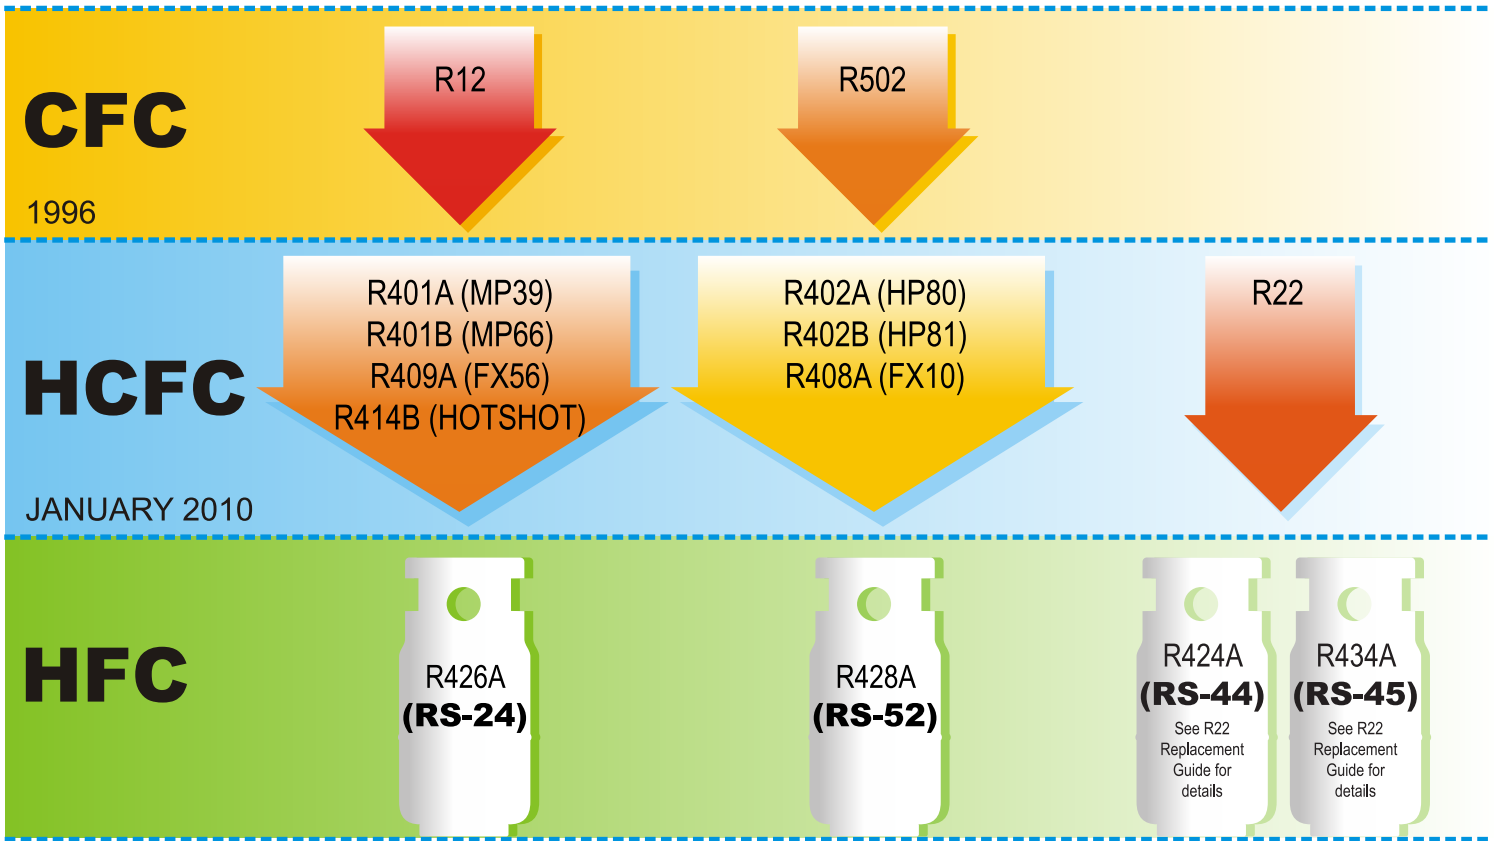 CFC
1996
R12
R502
HCFC
JANUARY 2010
R401A (MP39)
R401B (MP66)
R409A (FX56)
R414B (HOTSHOT)
R402A (HP80)
R402B (HP81)
R408A (FX10)
R22
HFC
R426A
(RS-24)
R428A
(RS-52)
R424A
(RS-44)
See R22
Replacement
Guide for
details
R434A
(RS-45)
See R22
Replacement
Guide for
details